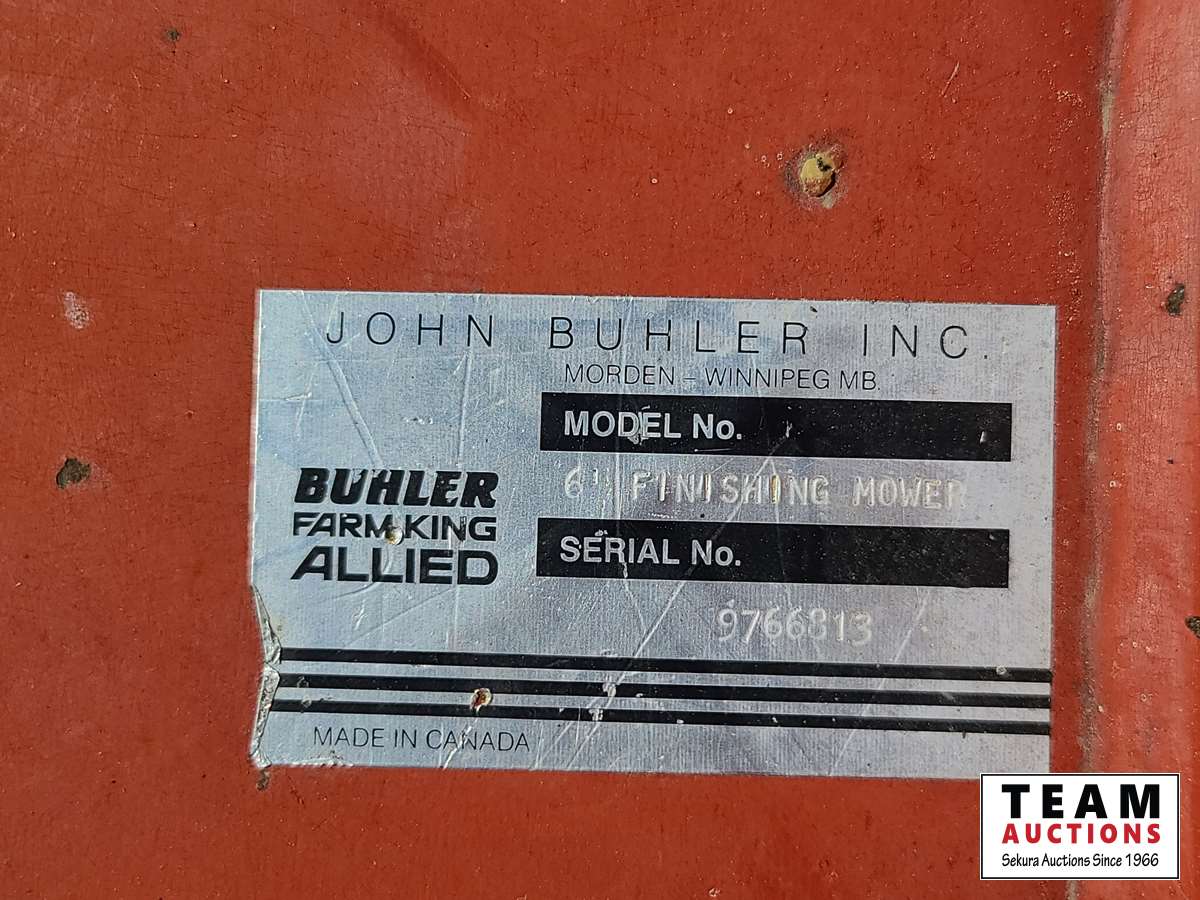 JOHN BUHLER INC.
MORDEN - WINNIPEG MB.
MODEL No.
6' FINISHING MOWER
BUHLER
FARM KING
ALLIED
SERIAL No.
9766813
MADE IN CANADA
TEAM
AUCTIONS
Sekura Auctions Since 1966